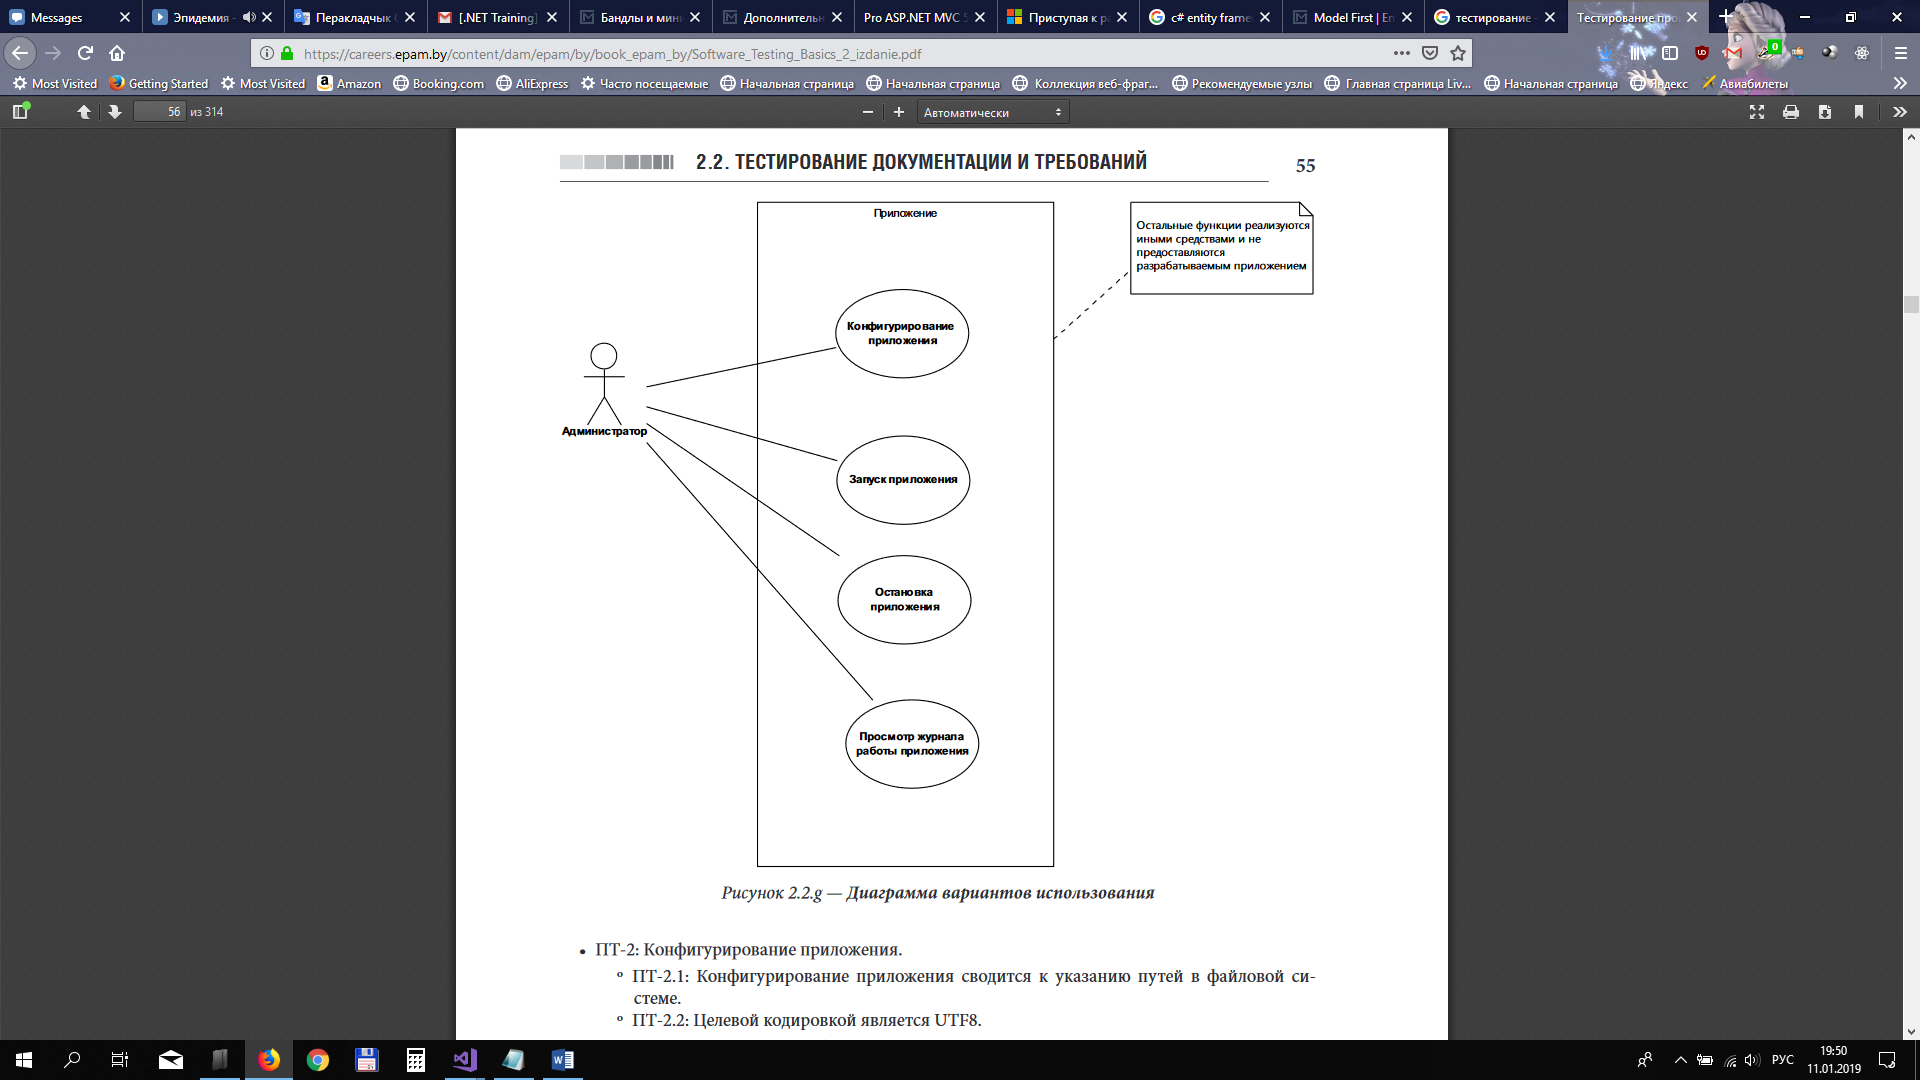 Messages
Эпидемия -
Перакладчык
[.NET Training]
Бандлы и мин
Дополнительн
Pro ASP.NET MVC 5
Приступая к р
c# entity frame
Model First | En
тестирование -
Тестирование про
https://careers.epam.by/content/dam/epam/by/book_epam_by/Software_Testing_Basics_2_izdanie.pdf
0
Most Visited
Getting Started
Most Visited
Amazon
Booking.com
AliExpress
Часто посещаемые
Начальная страница
Начальная страница
Коллекция веб-фраг...
Рекомендуемые узлы
Главная страница Liv...
Начальная страница
Яндекс
Авиабилеты
56 из 314
Автоматически
2.2. ТЕСТИРОВАНИЕ ДОКУМЕНТАЦИИ И ТРЕБОВАНИЙ
55
Приложение
Остальные функции реализуются
иными средствами и не
предоставляются
разрабатываемым приложением
Конфигурирование
приложения
Администратор
Запуск приложения
Остановка
приложения
Просмотр журнала
работы приложения
Рисунок 2.2.g — Диаграмма вариантов использования
• ПТ-2: Конфигурирование приложения.
º ПТ-2.1: Конфигурирование приложения сводится к указанию путей в файловой си-
стеме.
º ПТ-2.2: Целевой кодировкой является UTF8.
РУС
19:50
11.01.2019